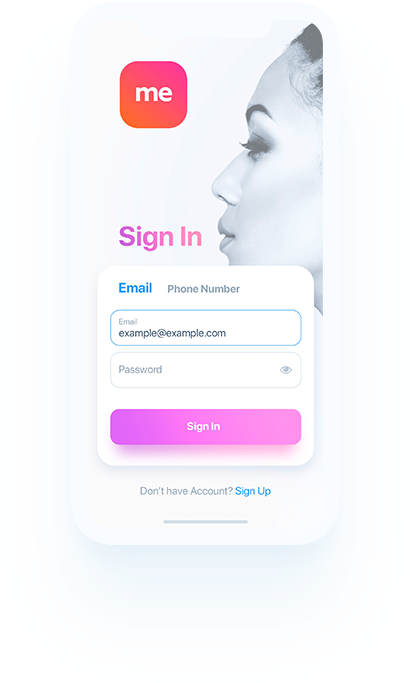 me
Sign In
Email Phone Number
Email
example@example.com
Password
Sign In
Don't have Account? Sign Up